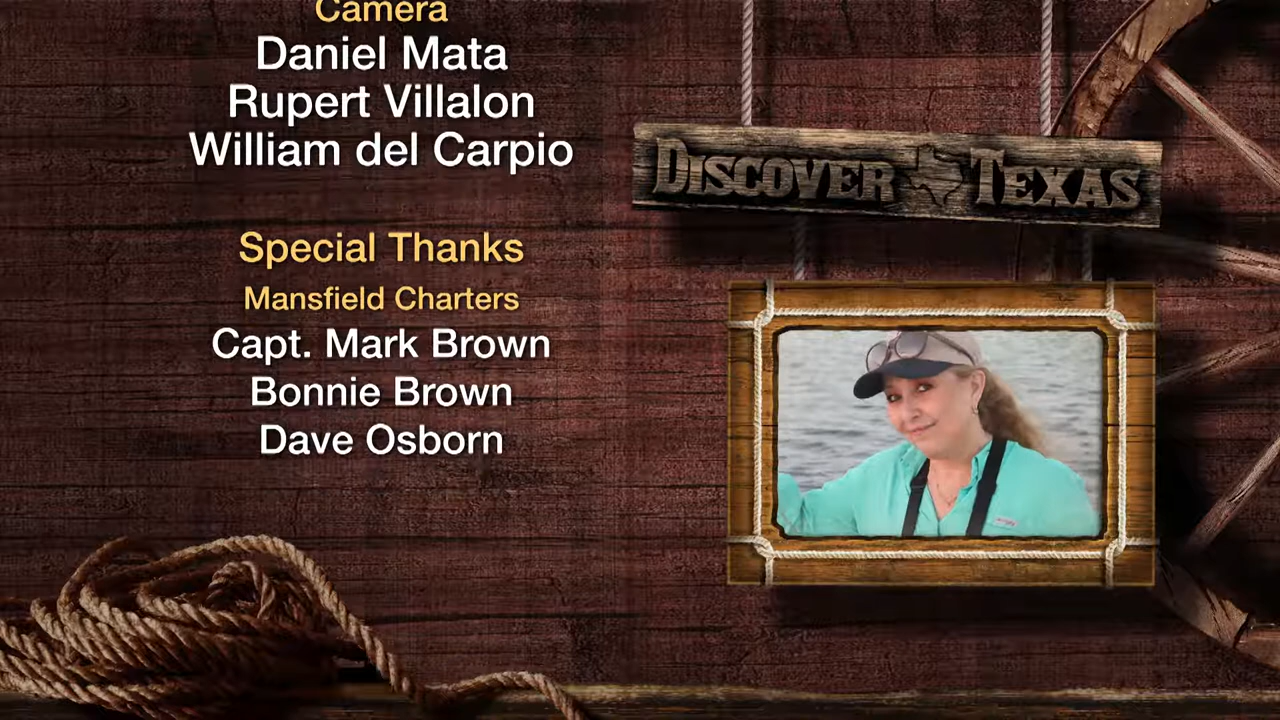 Camera
Daniel Mata
Rupert Villalon
William del Carpio
Special Thanks
Mansfield Charters
Capt. Mark Brown
Bonnie Brown
Dave Osborn
DISCOVER TEXAS